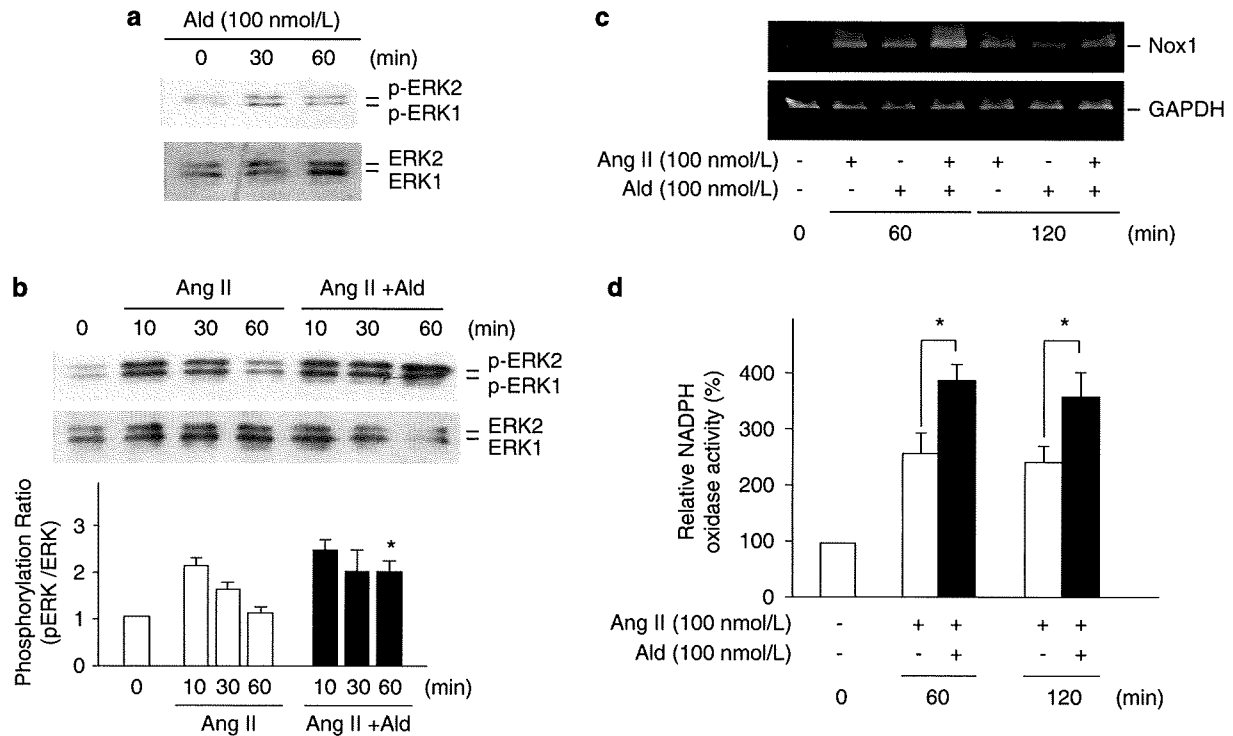 a
Ald (100 nmol/L)
0 30 60 (min)
p-ERK2
p-ERK1
ERK2
ERK1
b
Ang II Ang II +Ald
0 10 30 60 10 30 60 (min)
p-ERK2
p-ERK1
ERK2
ERK1
Phosphorylation Ratio
(pERK /ERK)
3
2
1
0
*
0 10 30 60 10 30 60 (min)
Ang II Ang II +Ald
c
Nox1
GAPDH
Ang II (100 nmol/L) - + - + + - +
Ald (100 nmol/L) - - + + - + +
0 60 120 (min)
d
Relative NADPH
oxidase activity (%)
400
300
200
100
0
* *
Ang II (100 nmol/L) - + + + +
Ald (100 nmol/L) - - + - +
0 60 120 (min)